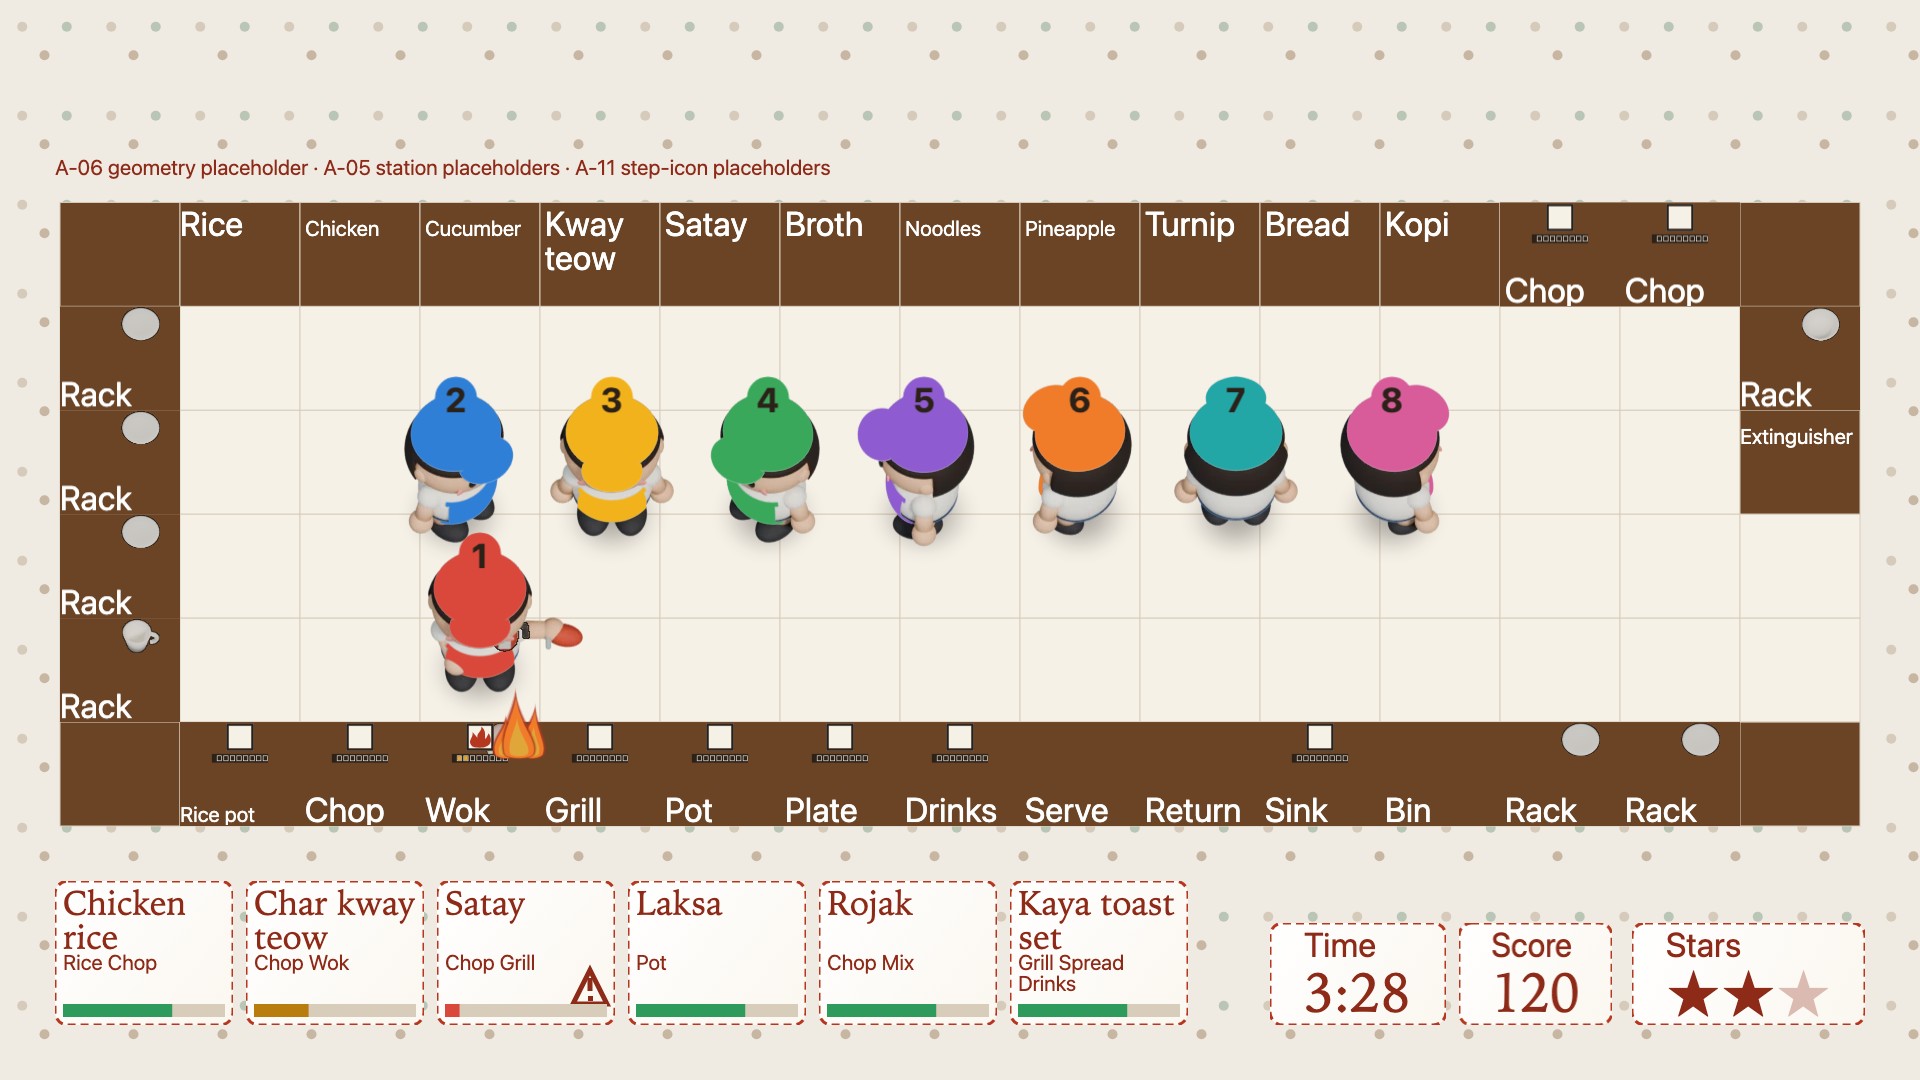 A-06 geometry placeholder · A-05 station placeholders · A-11 step-icon placeholders
Rice
Chicken
Cucumber
Kway
teow
Satay
Broth
Noodles
Pineapple
Turnip
Bread
Kopi
Chop
Chop
Rack
Rack
2
3
4
5
6
7
8
Extinguisher
Rack
1
Rack
Rack
Rice pot
Chop
Wok
Grill
Pot
Plate
Drinks
Serve
Return
Sink
Bin
Rack
Rack
Chicken
rice
Rice Chop
Char kway
teow
Chop Wok
Satay
Chop Grill
Laksa
Pot
Rojak
Chop Mix
Kaya toast
set
Grill Spread
Drinks
Time
3:28
Score
120
Stars